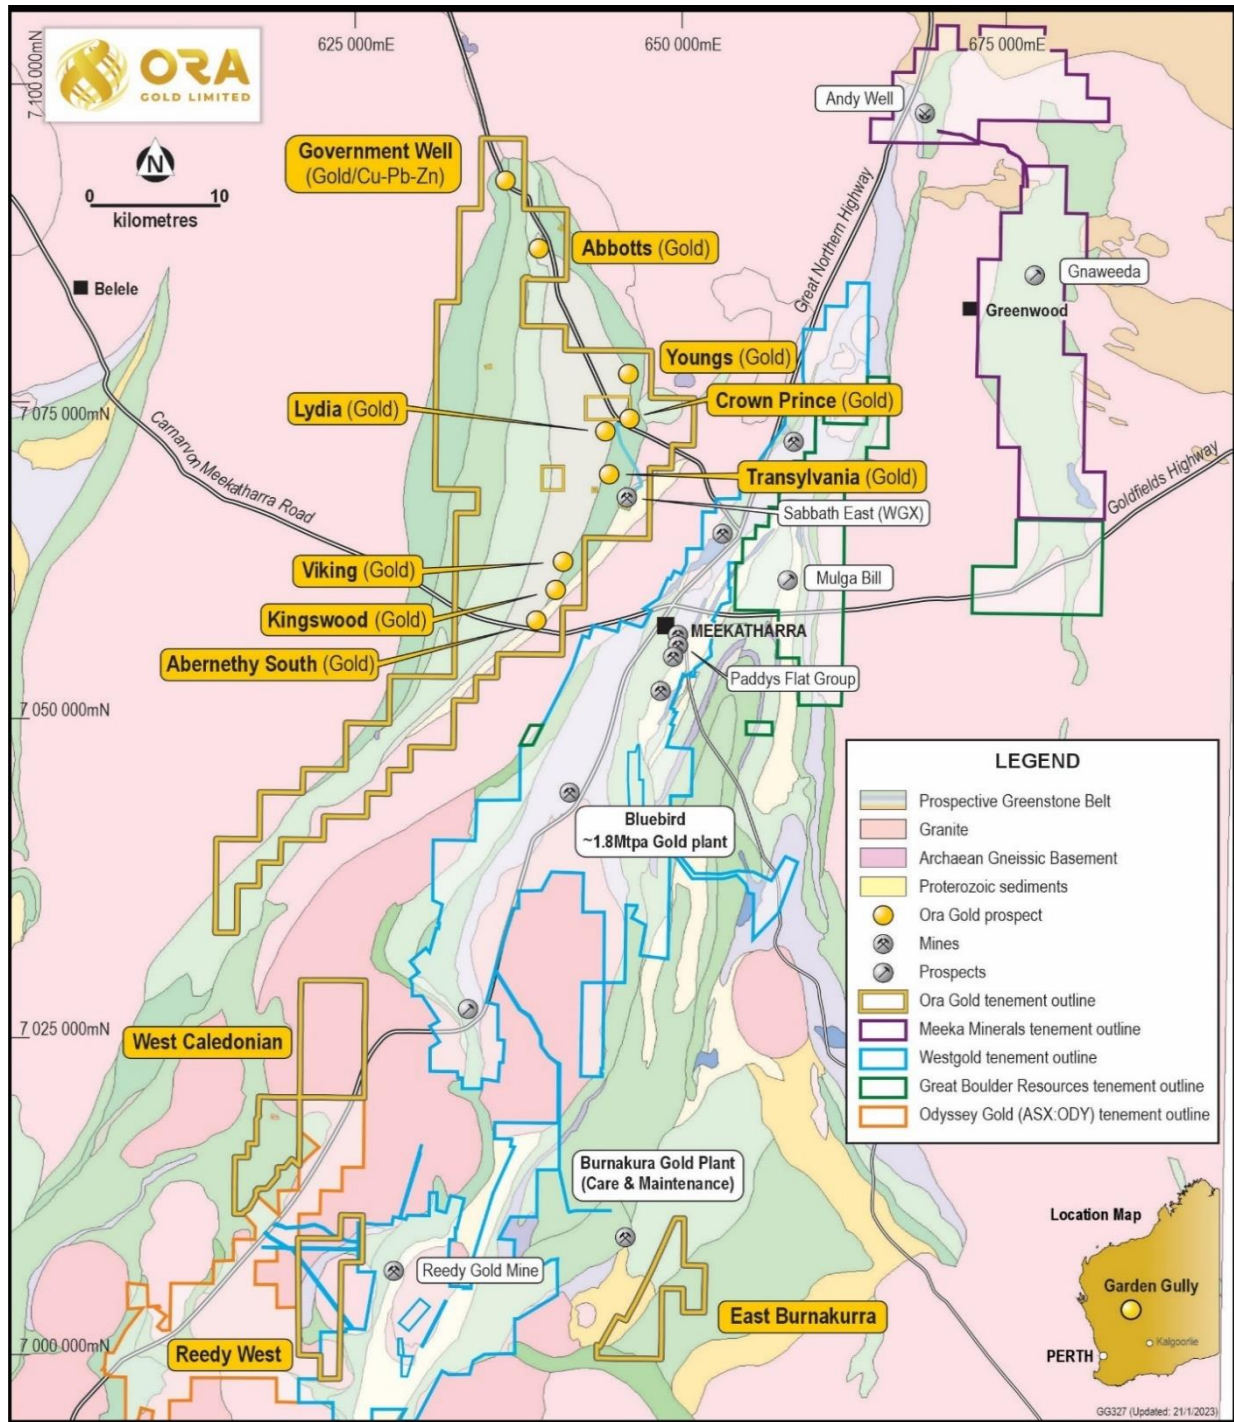 625 000mE
650 000mE
675 000mE
7 100 000mN
ORA
GOLD LIMITED
N
0 10
kilometres
Government Well
(Gold/Cu-Pb-Zn)
Andy Well
Abbotts (Gold)
Great Northern Highway
Gnaweeda
Belele
Greenwood
Youngs (Gold)
Lydia (Gold)
Crown Prince (Gold)
7 075 000mN
Carnarvon Meekatharra Road
Transylvania (Gold)
Goldfields Highway
Sabbath East (WGX)
Viking (Gold)
Mulga Bill
Kingswood (Gold)
MEEKATHARRA
Abernethy South (Gold)
Paddys Flat Group
7 050 000mN
Bluebird
~1.8Mtpa Gold plant
LEGEND
Prospective Greenstone Belt
Granite
Archaean Gneissic Basement
Proterozoic sediments
Ora Gold prospect
Mines
Prospects
Ora Gold tenement outline
Meeka Minerals tenement outline
Westgold tenement outline
Great Boulder Resources tenement outline
Odyssey Gold (ASX:ODY) tenement outline
7 025 000mN
West Caledonian
Burnakura Gold Plant
(Care & Maintenance)
Reedy Gold Mine
East Burnakurra
7 000 000mN
Reedy West
Location Map
Garden Gully
Kalgoorlie
PERTH
GG327 (Updated: 21/1/2023)